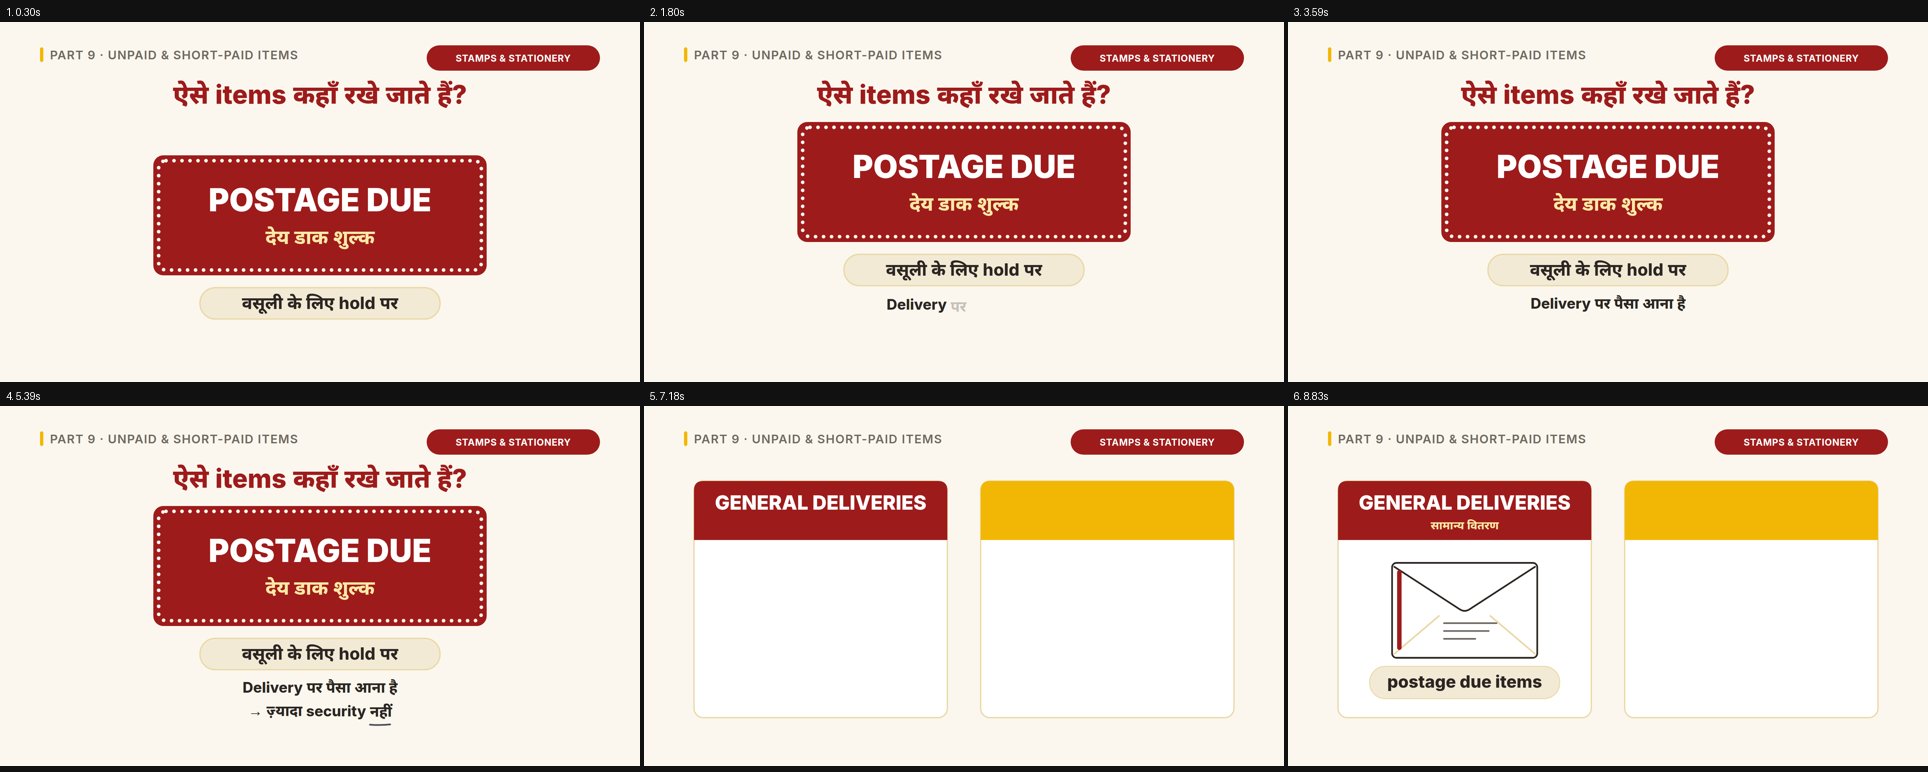 1. 0.30s
PART 9 · UNPAID & SHORT-PAID ITEMS
STAMPS & STATIONERY
ऐसे items कहाँ रखे जाते हैं?
POSTAGE DUE
देय डाक शुल्क
वसूली के लिए hold पर
2. 1.80s
PART 9 · UNPAID & SHORT-PAID ITEMS
STAMPS & STATIONERY
ऐसे items कहाँ रखे जाते हैं?
POSTAGE DUE
देय डाक शुल्क
वसूली के लिए hold पर
Delivery पर
3. 3.59s
PART 9 · UNPAID & SHORT-PAID ITEMS
STAMPS & STATIONERY
ऐसे items कहाँ रखे जाते हैं?
POSTAGE DUE
देय डाक शुल्क
वसूली के लिए hold पर
Delivery पर पैसा आना है
4. 5.39s
PART 9 · UNPAID & SHORT-PAID ITEMS
STAMPS & STATIONERY
ऐसे items कहाँ रखे जाते हैं?
POSTAGE DUE
देय डाक शुल्क
वसूली के लिए hold पर
Delivery पर पैसा आना है
→ ज़्यादा security नहीं
5. 7.18s
PART 9 · UNPAID & SHORT-PAID ITEMS
STAMPS & STATIONERY
GENERAL DELIVERIES
6. 8.83s
PART 9 · UNPAID & SHORT-PAID ITEMS
STAMPS & STATIONERY
GENERAL DELIVERIES
सामान्य वितरण
postage due items